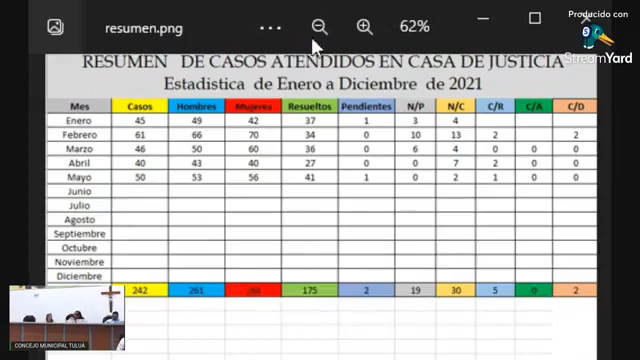 Producido con
StreamYard
resumen.png
62%
RESUMEN DE CASOS ATENDIDOS EN CASA DE JUSTICIA
Estadistica de Enero a Diciembre de 2021
Mes Casos Hombres Mujeres Resueltos Pendientes N/P N/C C/R C/A C/D
Enero 45 49 42 37 1 3 4
Febrero 61 66 70 34 0 10 13 2 2
Marzo 46 50 60 36 0 6 4 0 0 0
Abril 40 43 40 27 0 0 7 2 0 0
Mayo 50 53 56 41 1 0 2 1 0 0
Junio
Julio
Agosto
Septiembre
Octubre
Noviembre
Diciembre
242 261 268 175 2 19 30 5 0 2
CONCEJO MUNICIPAL TULUÁ